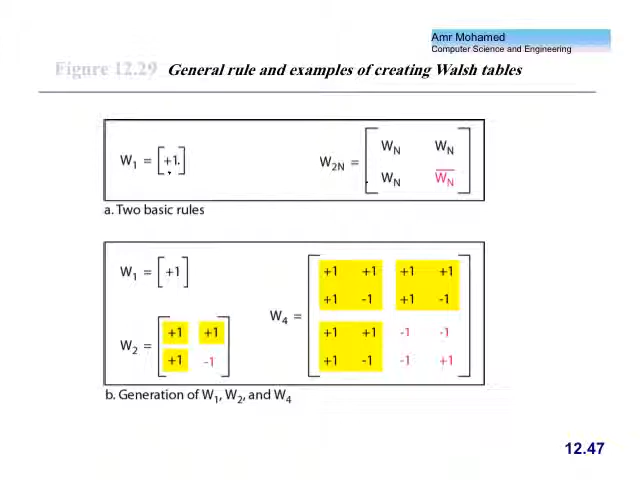 Amr Mohamed
Computer Science and Engineering
Figure 12.29 General rule and examples of creating Walsh tables
W1 = [+1.]
W2N =
WN WN
WN W̅N̅
a. Two basic rules
W1 = [+1]
W2 =
+1 +1
+1 -1
W4 =
+1 +1 +1 +1
+1 -1 +1 -1
+1 +1 -1 -1
+1 -1 -1 +1
b. Generation of W1, W2, and W4
12.47